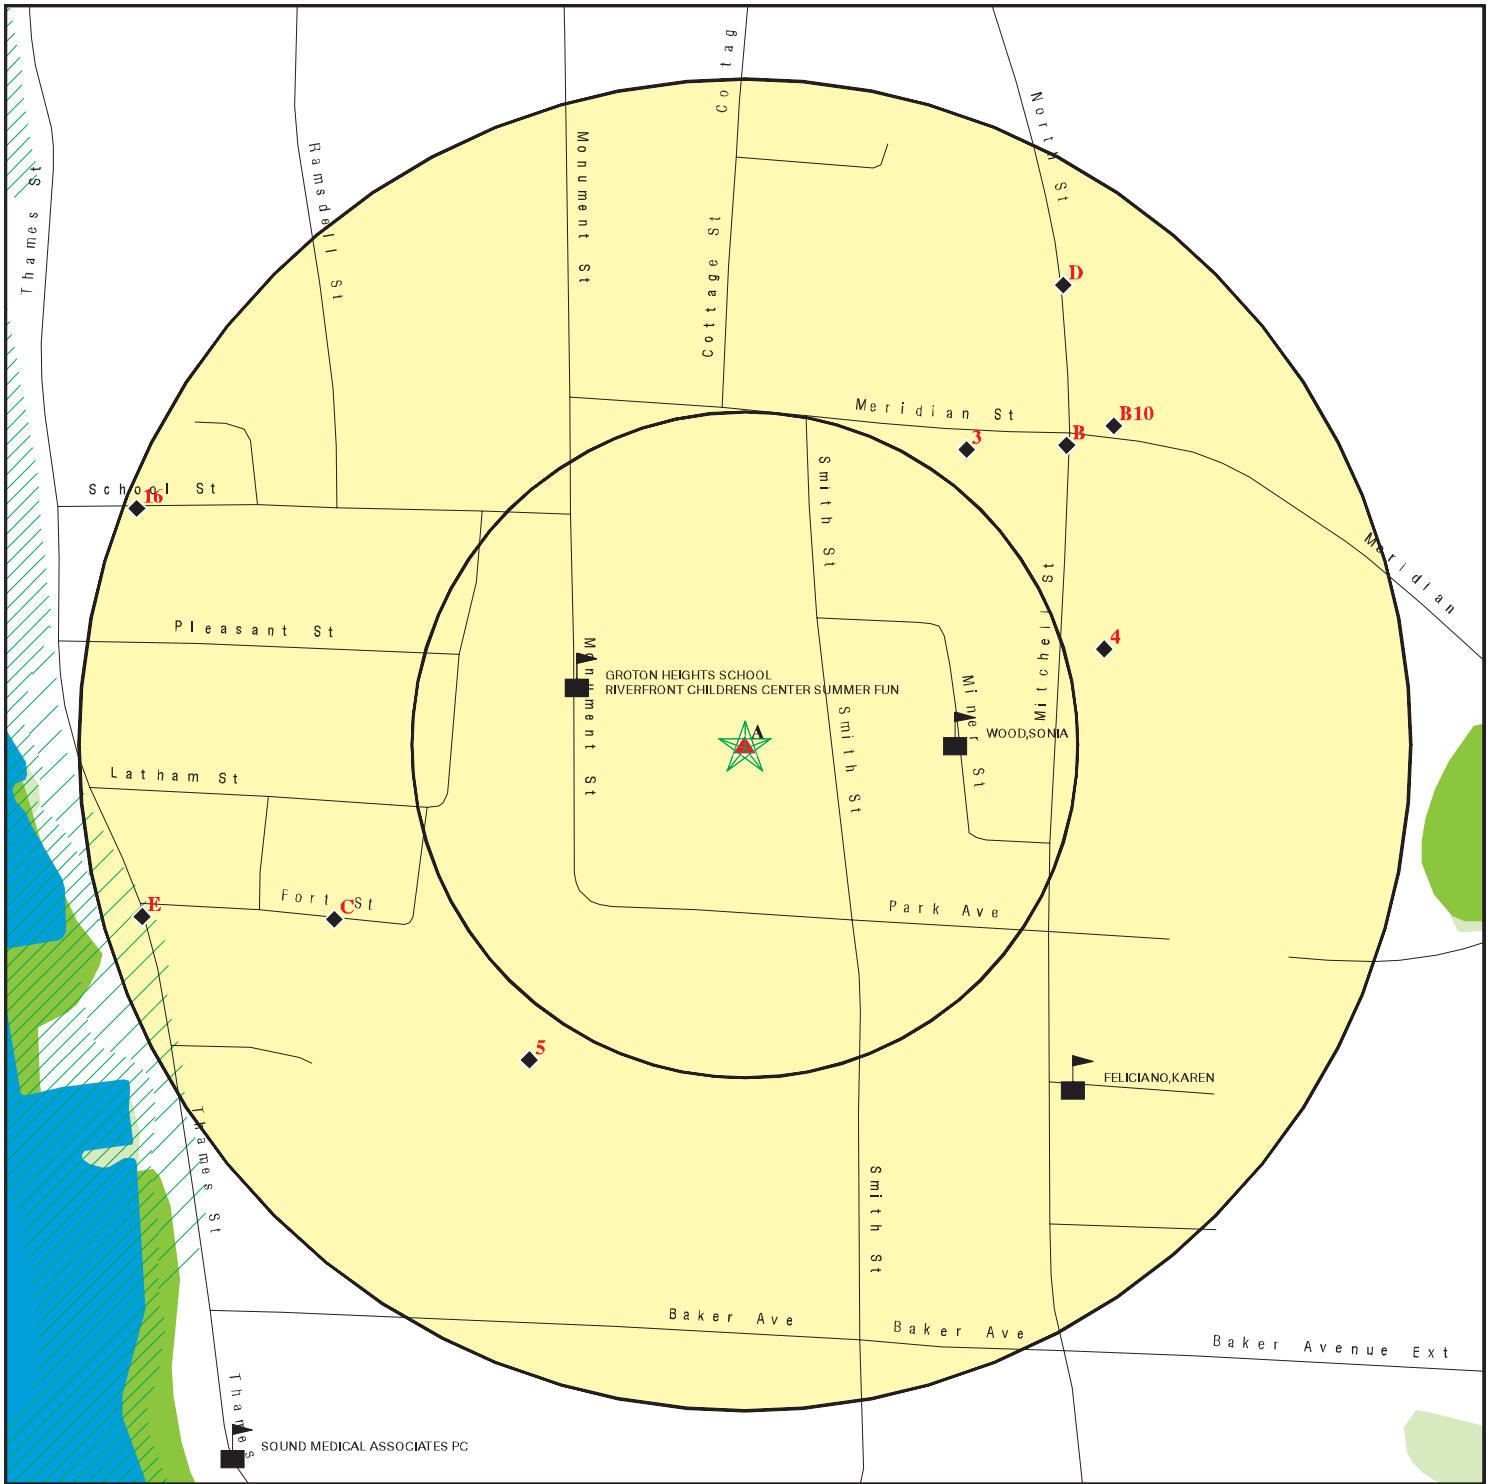 Cottag
North St
Monument St
Ramsdell St
Thames St
Cottage St
D
Meridian St
B10
B
3
Smith St
School St
16
Meridian
Mitchell St
Pleasant St
4
Monument St
GROTON HEIGHTS SCHOOL
RIVERFRONT CHILDRENS CENTER SUMMER FUN
Miner St
Smith St
A
WOOD,SONIA
Latham St
Fort St
E
C
Park Ave
5
FELICIANO,KAREN
Thames St
Smith St
Baker Ave
Baker Ave
Baker Avenue Ext
Thames
SOUND MEDICAL ASSOCIATES PC